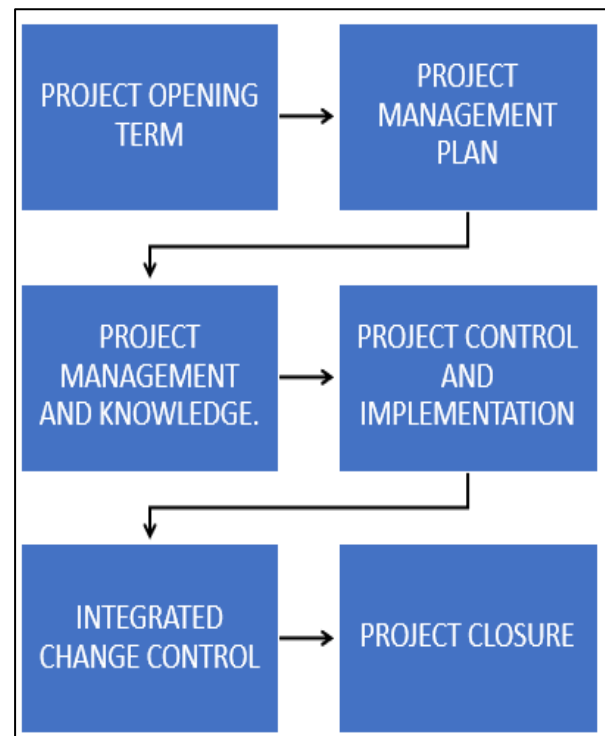 PROJECT OPENING
TERM
PROJECT
MANAGEMENT
PLAN
PROJECT
MANAGEMENT
AND KNOWLEDGE.
PROJECT CONTROL
AND
IMPLEMENTATION
INTEGRATED
CHANGE CONTROL
PROJECT CLOSURE